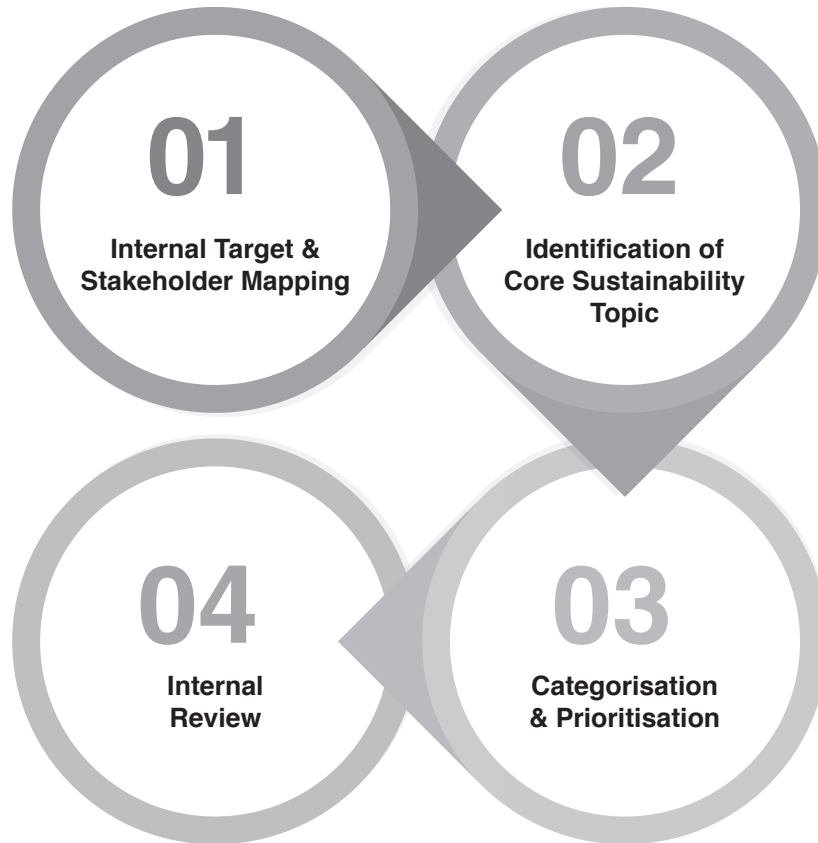 01
Internal Target &
Stakeholder Mapping
02
Identification of
Core Sustainability
Topic
03
Categorisation
& Prioritisation
04
Internal
Review